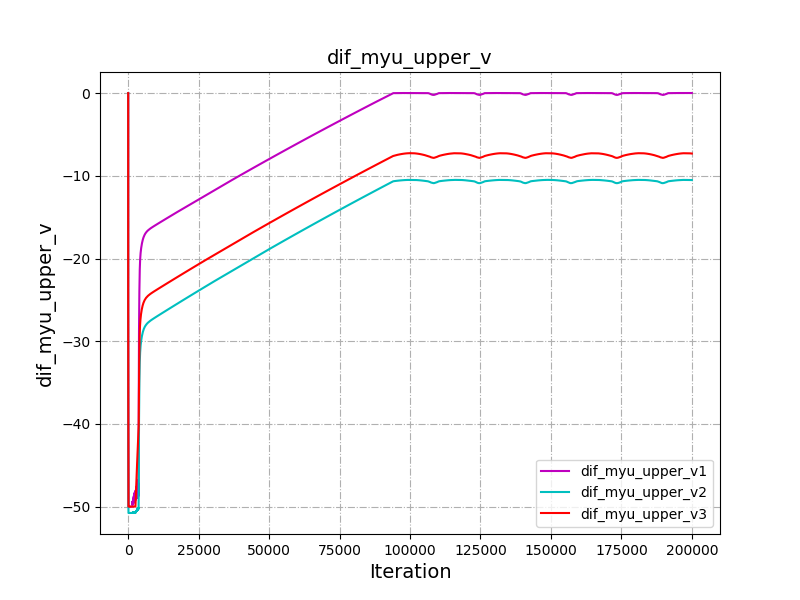 dif_myu_upper_v
dif_myu_upper_v
0
−10
−20
−30
−40
−50
dif_myu_upper_v1
dif_myu_upper_v2
dif_myu_upper_v3
0 25000 50000 75000 100000 125000 150000 175000 200000
Iteration